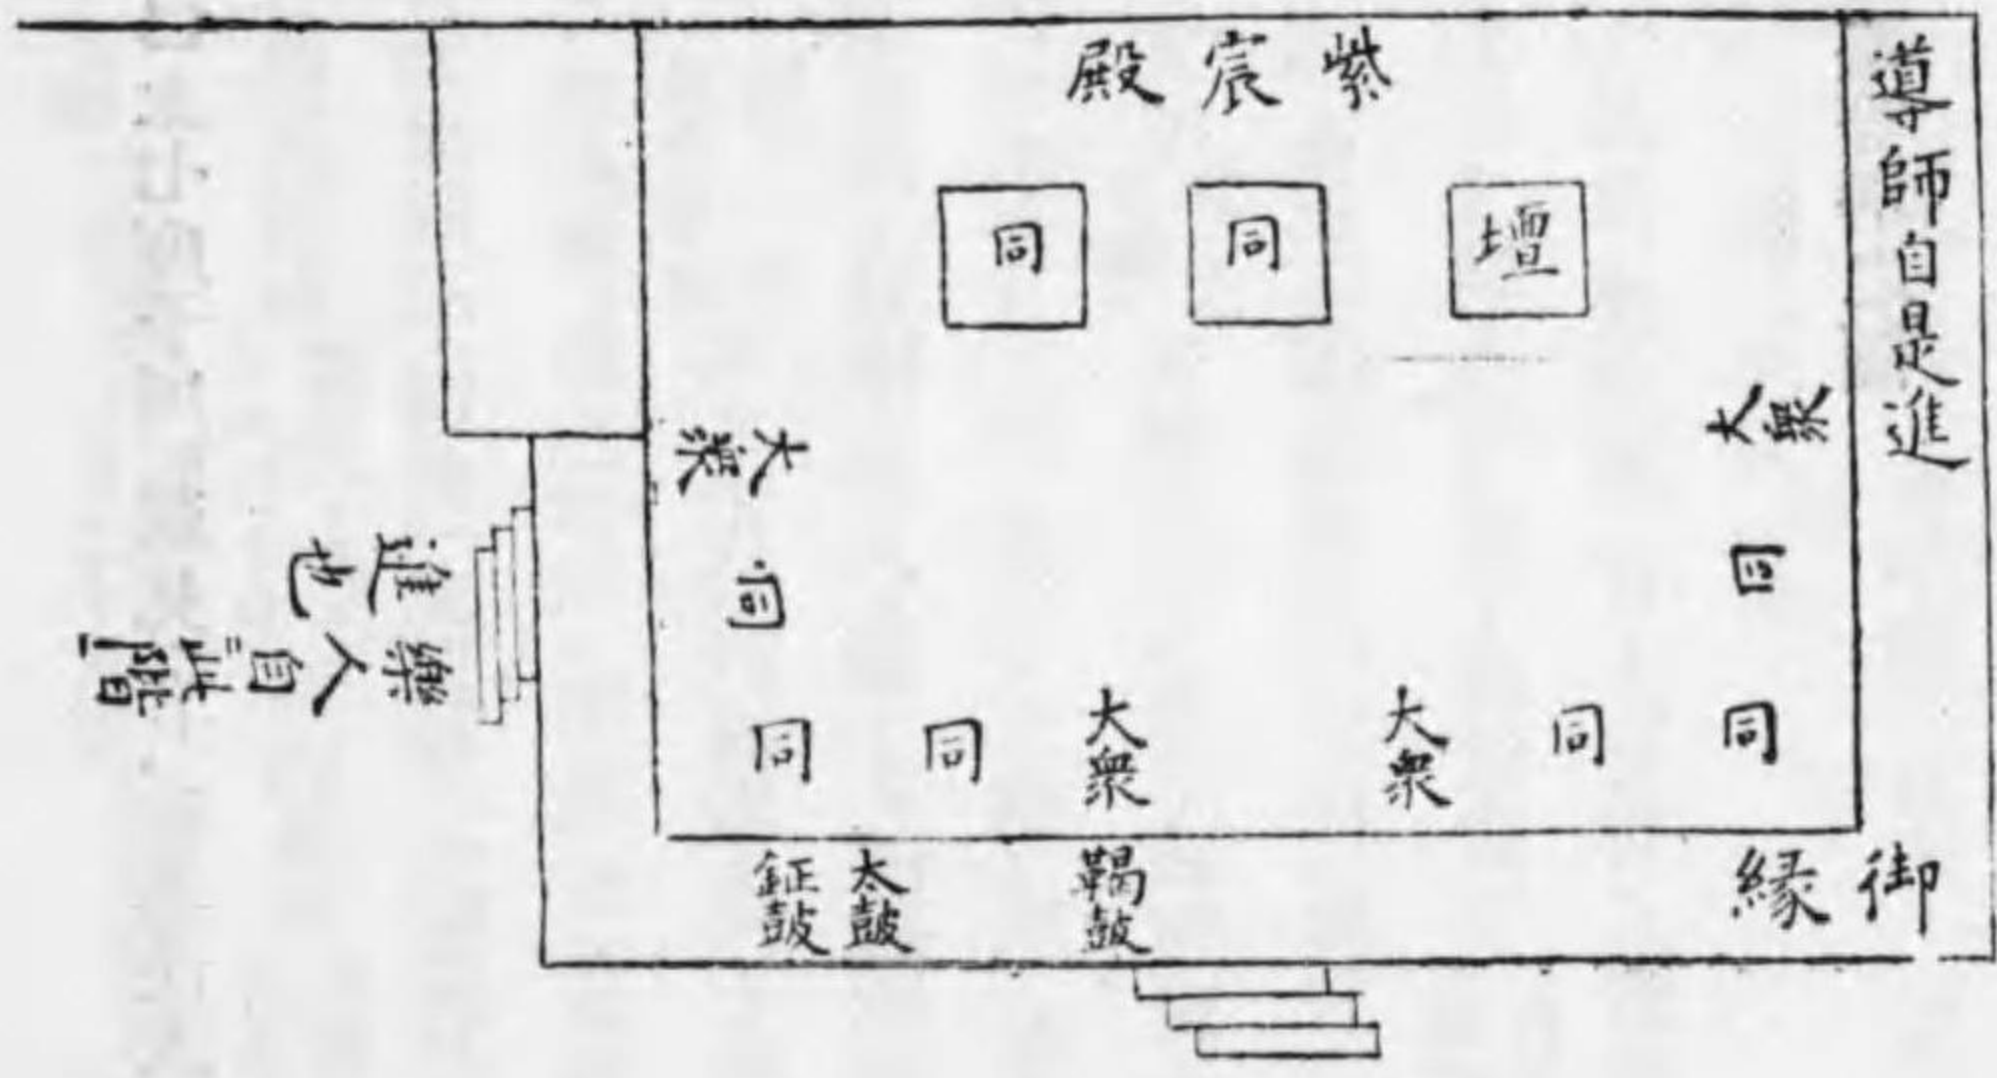 導師自是進
紫宸殿
壇
同
同
大衆
同
同
同
大衆
大衆
同
同
同
大衆
御縁
鞨鼓
太鼓
鉦鼓
樂人自此階
進也